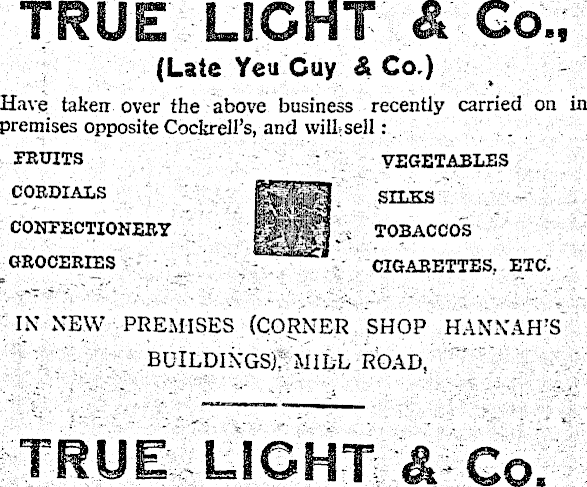 TRUE LIGHT & Co.,
(Late Yeu Guy & Co.)
Have taken over the above business recently carried on in
premises opposite Cockrell's, and will sell :
FRUITS
CORDIALS
CONFECTIONERY
GROCERIES
VEGETABLES
SILKS
TOBACCOS
CIGARETTES, ETC.
IN NEW PREMISES (CORNER SHOP HANNAH'S
BUILDINGS), MILL ROAD,
TRUE LIGHT & Co.